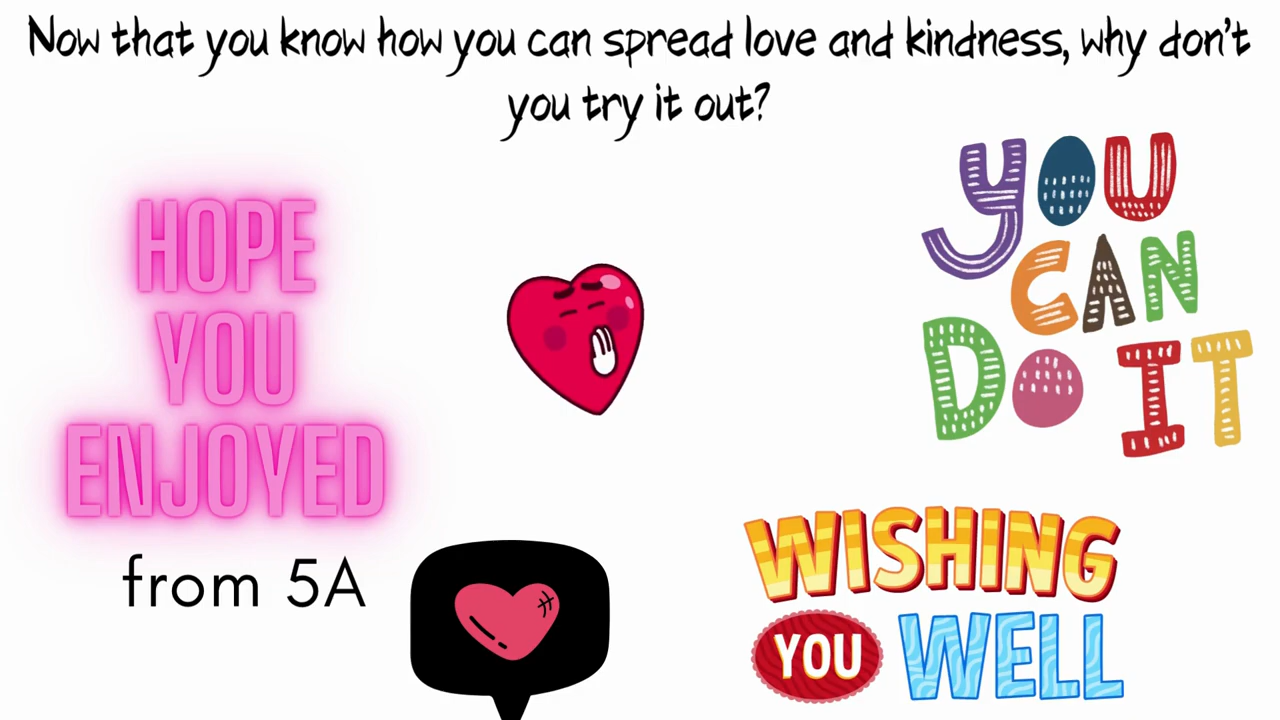 Now that you know how you can spread love and kindness, why don't
you try it out?
HOPE
YOU
ENJOYED
from 5A
YOU
CAN
DO IT
WISHING
YOU WELL